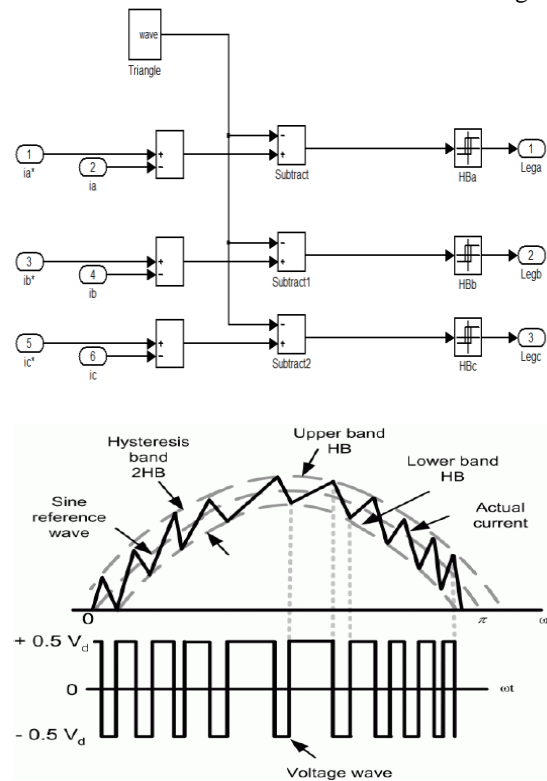 wave
Triangle
1
ia*
2
ia
+
-
-
+
Subtract
HBa
1
Lega
3
ib*
4
ib
+
-
-
+
Subtract1
HBb
2
Legb
5
ic*
6
ic
+
-
-
+
Subtract2
HBc
3
Legc
Hysteresis
band
2HB
Upper band
HB
Lower band
HB
Sine
reference
wave
Actual
current
0
π
+ 0.5 Vd
0
ωt
- 0.5 Vd
Voltage wave